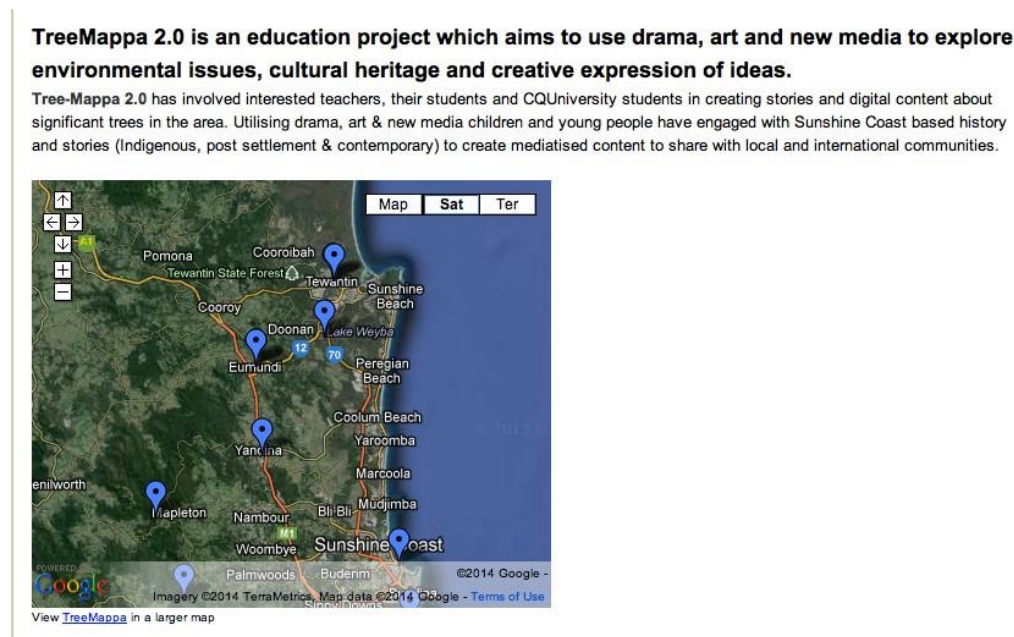 TreeMappa 2.0 is an education project which aims to use drama, art and new media to explore
environmental issues, cultural heritage and creative expression of ideas.
Tree-Mappa 2.0 has involved interested teachers, their students and CQUniversity students in creating stories and digital content about
significant trees in the area. Utilising drama, art & new media children and young people have engaged with Sunshine Coast based history
and stories (Indigenous, post settlement & contemporary) to create mediatised content to share with local and international communities.
Map Sat Ter
A1
Pomona
Cooroibah
Tewantin State Forest
Tewantin
Sunshine
Beach
Cooroy
Doonan
Lake Weyba
12
70
Eumundi
Peregian
Beach
Coolum Beach
Yaroomba
Yandina
Marcoola
enilworth
Mapleton
Mudjimba
Bli Bli
Nambour
M1
Woombye
Sunshine Coast
POWERED
Google
Palmwoods
Buderim
©2014 Google -
Imagery ©2014 TerraMetrics, Map data ©2014 Google - Terms of Use
Sippy Downs
View TreeMappa in a larger map